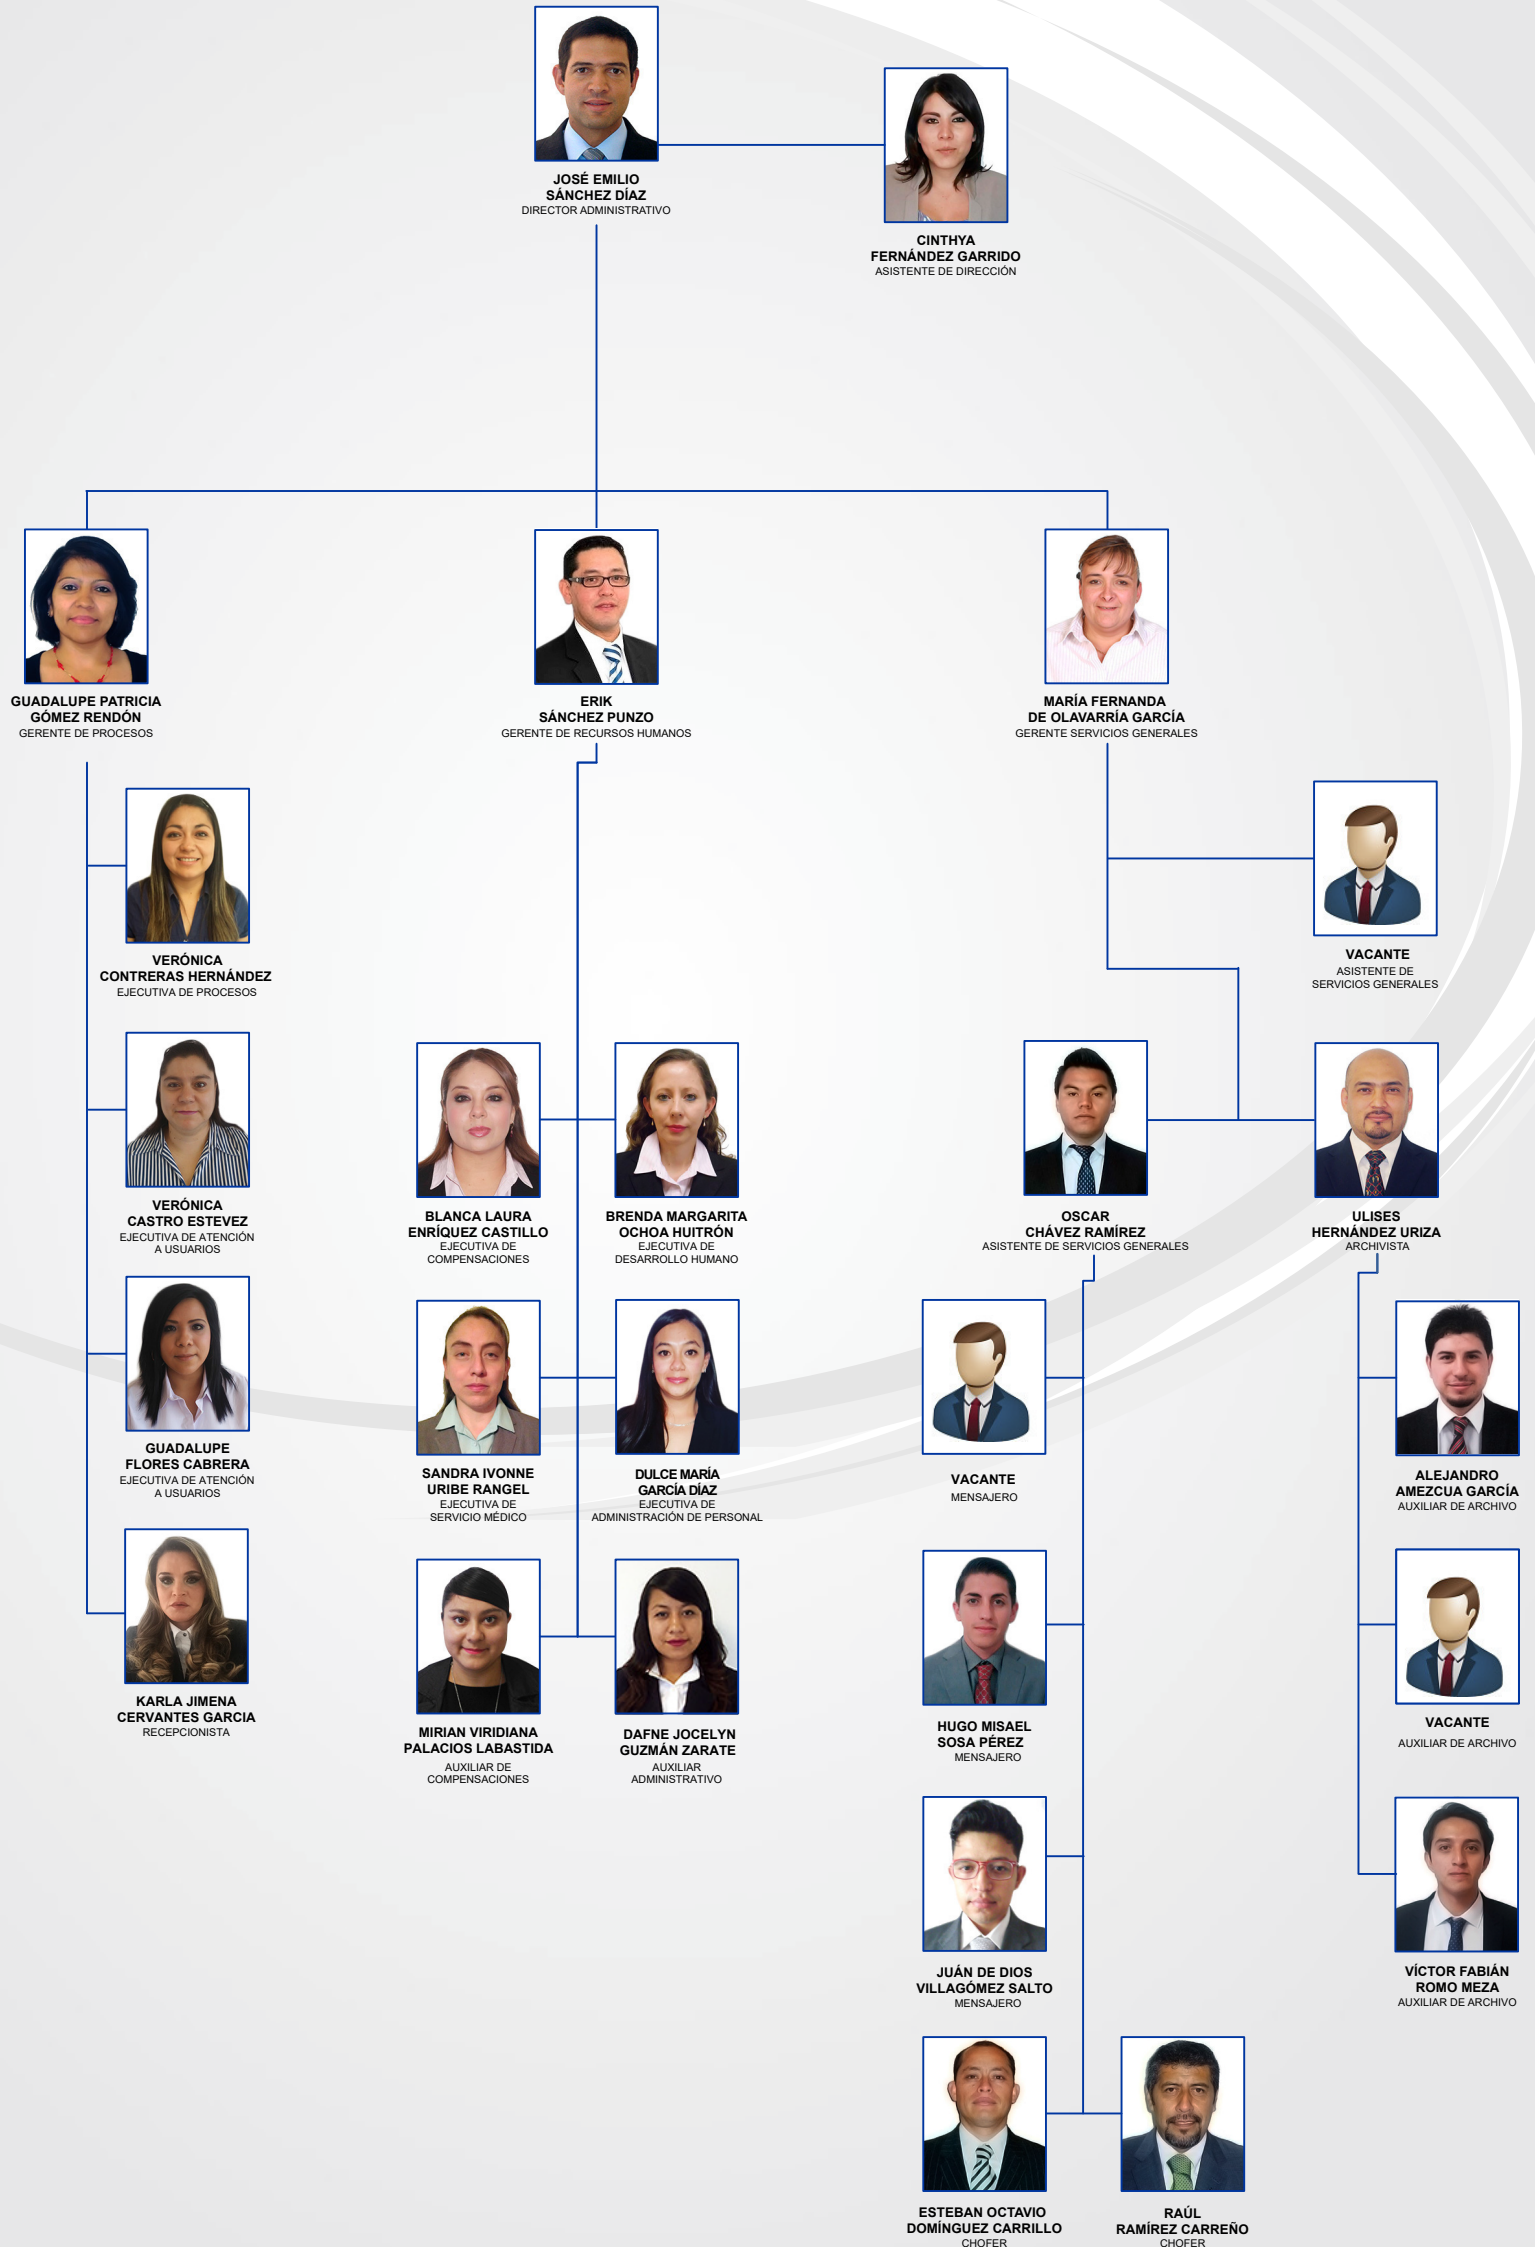 JOSÉ EMILIO
SÁNCHEZ DÍAZ
DIRECTOR ADMINISTRATIVO
CINTHYA
FERNÁNDEZ GARRIDO
ASISTENTE DE DIRECCIÓN
GUADALUPE PATRICIA
GÓMEZ RENDÓN
GERENTE DE PROCESOS
ERIK
SÁNCHEZ PUNZO
GERENTE DE RECURSOS HUMANOS
MARÍA FERNANDA
DE OLAVARRÍA GARCÍA
GERENTE SERVICIOS GENERALES
VERÓNICA
CONTRERAS HERNÁNDEZ
EJECUTIVA DE PROCESOS
VACANTE
ASISTENTE DE
SERVICIOS GENERALES
VERÓNICA
CASTRO ESTEVEZ
EJECUTIVA DE ATENCIÓN
A USUARIOS
BLANCA LAURA
ENRÍQUEZ CASTILLO
EJECUTIVA DE
COMPENSACIONES
BRENDA MARGARITA
OCHOA HUITRÓN
EJECUTIVA DE
DESARROLLO HUMANO
OSCAR
CHÁVEZ RAMÍREZ
ASISTENTE DE SERVICIOS GENERALES
ULISES
HERNÁNDEZ URIZA
ARCHIVISTA
GUADALUPE
FLORES CABRERA
EJECUTIVA DE ATENCIÓN
A USUARIOS
SANDRA IVONNE
URIBE RANGEL
EJECUTIVA DE
SERVICIO MÉDICO
DULCE MARÍA
GARCÍA DÍAZ
EJECUTIVA DE
ADMINISTRACIÓN DE PERSONAL
VACANTE
MENSAJERO
ALEJANDRO
AMEZCUA GARCÍA
AUXILIAR DE ARCHIVO
KARLA JIMENA
CERVANTES GARCIA
RECEPCIONISTA
MIRIAN VIRIDIANA
PALACIOS LABASTIDA
AUXILIAR DE
COMPENSACIONES
DAFNE JOCELYN
GUZMÁN ZARATE
AUXILIAR
ADMINISTRATIVO
HUGO MISAEL
SOSA PÉREZ
MENSAJERO
VACANTE
AUXILIAR DE ARCHIVO
JUÁN DE DIOS
VILLAGÓMEZ SALTO
MENSAJERO
VÍCTOR FABIÁN
ROMO MEZA
AUXILIAR DE ARCHIVO
ESTEBAN OCTAVIO
DOMÍNGUEZ CARRILLO
CHOFER
RAÚL
RAMÍREZ CARREÑO
CHOFER